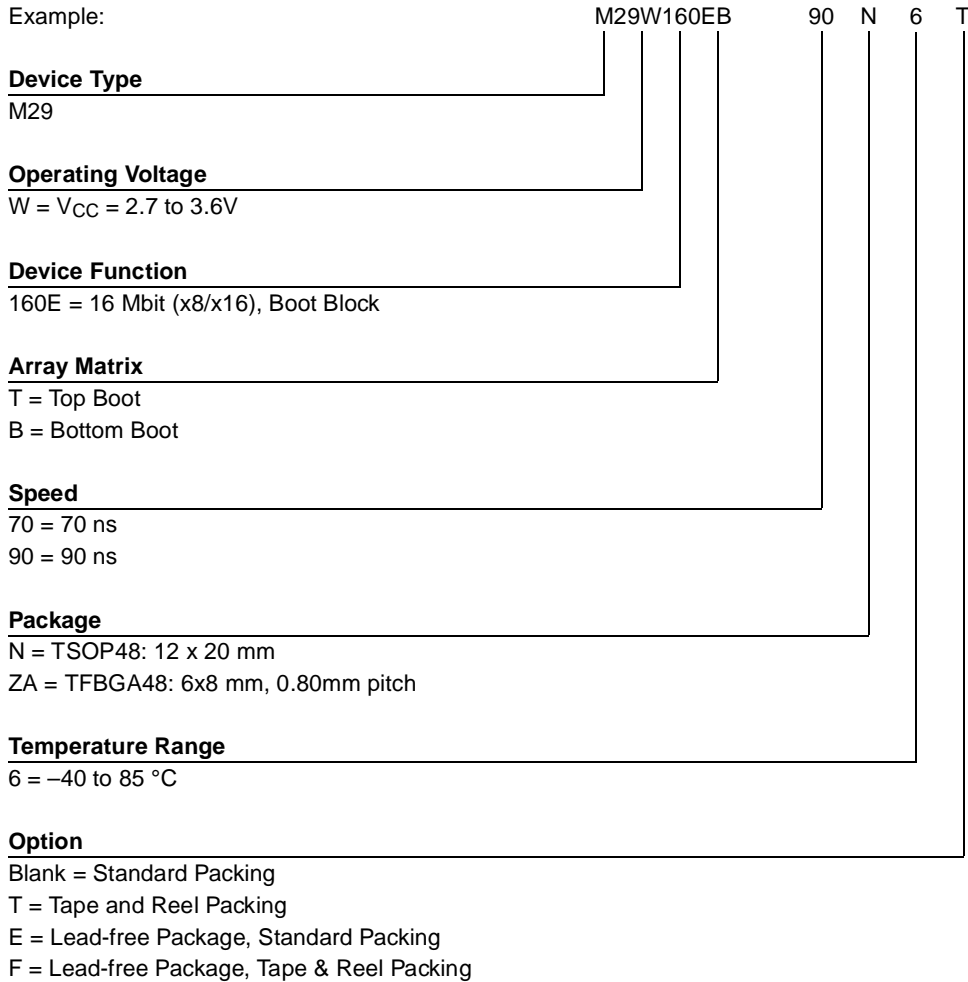 Example: M29W160EB 90 N 6 T
Device Type
M29
Operating Voltage
W = VCC = 2.7 to 3.6V
Device Function
160E = 16 Mbit (x8/x16), Boot Block
Array Matrix
T = Top Boot
B = Bottom Boot
Speed
70 = 70 ns
90 = 90 ns
Package
N = TSOP48: 12 x 20 mm
ZA = TFBGA48: 6x8 mm, 0.80mm pitch
Temperature Range
6 = –40 to 85 °C
Option
Blank = Standard Packing
T = Tape and Reel Packing
E = Lead-free Package, Standard Packing
F = Lead-free Package, Tape & Reel Packing